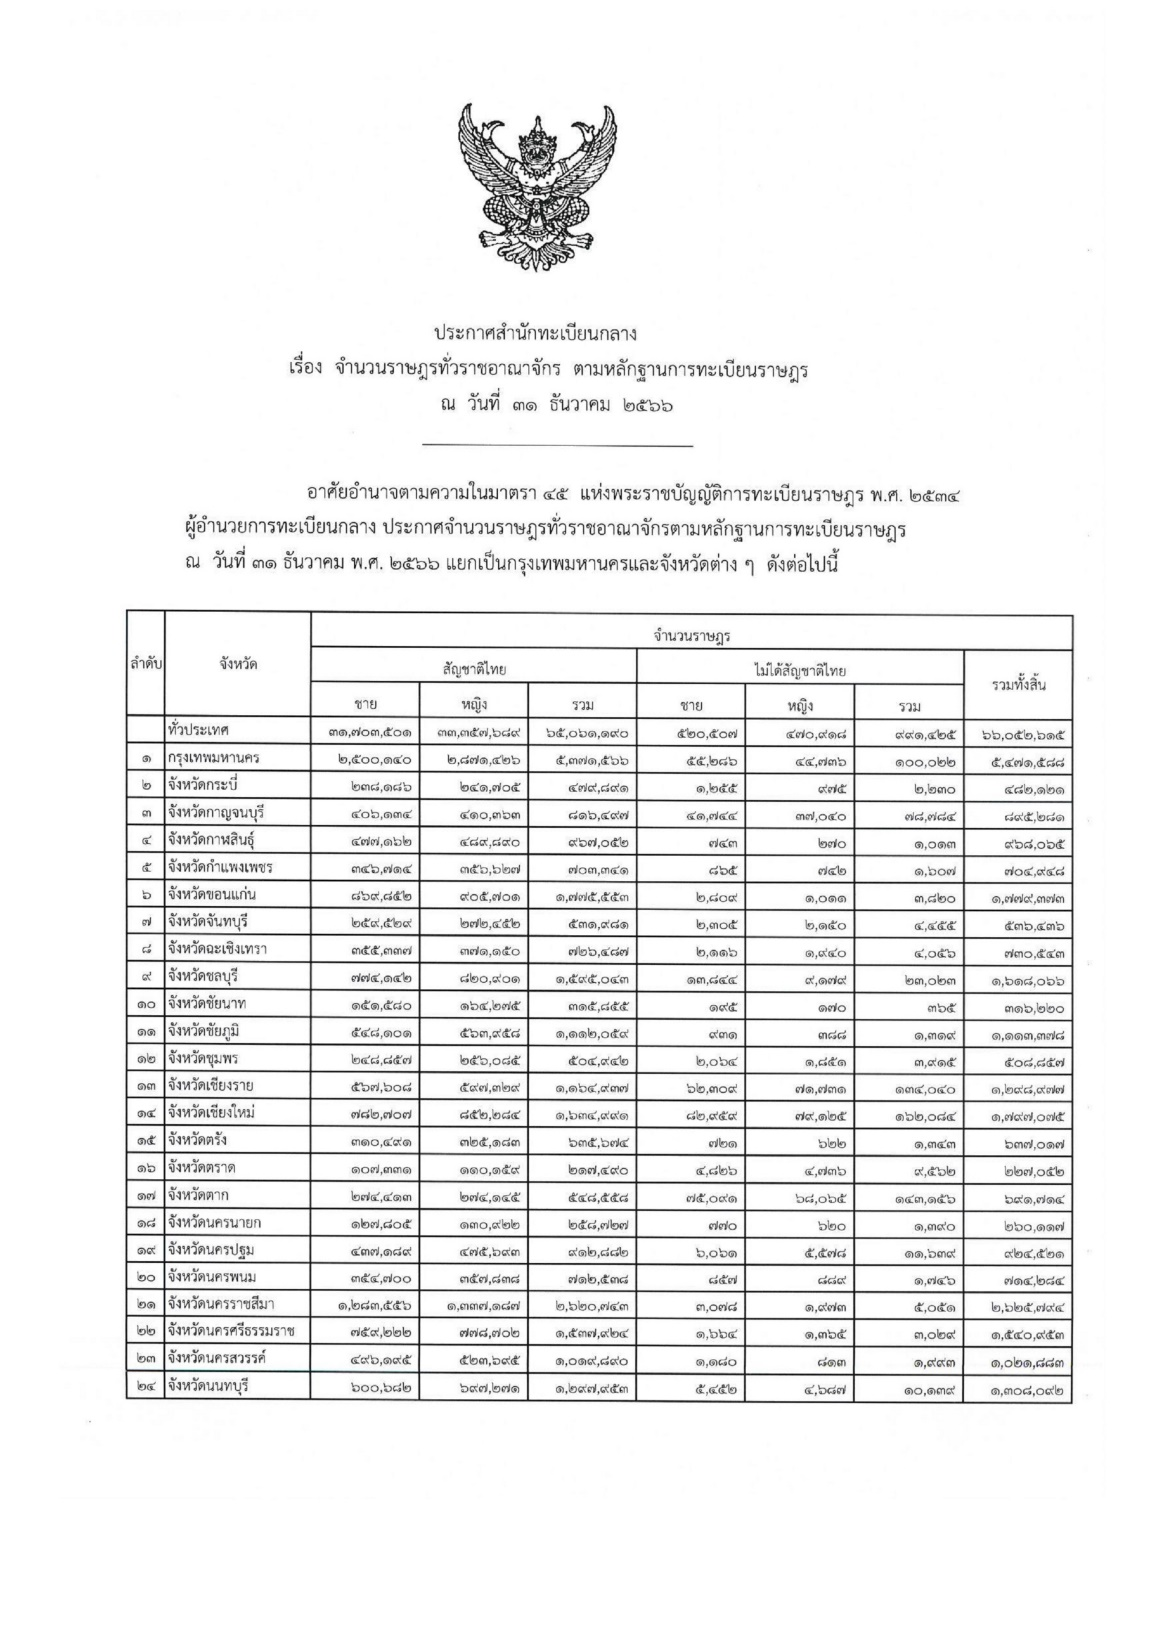 ประกาศสำนักทะเบียนกลาง
เรื่อง จำนวนราษฎรทั่วราชอาณาจักร ตามหลักฐานการทะเบียนราษฎร
ณ วันที่ ๓๑ ธันวาคม ๒๕๖๖
อาศัยอำนาจตามความในมาตรา ๔๕ แห่งพระราชบัญญัติการทะเบียนราษฎร พ.ศ. ๒๕๓๔
ผู้อำนวยการทะเบียนกลาง ประกาศจำนวนราษฎรทั่วราชอาณาจักรตามหลักฐานการทะเบียนราษฎร
ณ วันที่ ๓๑ ธันวาคม พ.ศ. ๒๕๖๖ แยกเป็นกรุงเทพมหานครและจังหวัดต่าง ๆ ดังต่อไปนี้
ลำดับ จังหวัด จำนวนราษฎร
สัญชาติไทย ไม่ได้สัญชาติไทย รวมทั้งสิ้น
ชาย หญิง รวม ชาย หญิง รวม
ทั่วประเทศ ๓๑,๗๐๓,๕๐๑ ๓๓,๓๕๗,๖๘๙ ๖๕,๐๖๑,๑๙๐ ๕๒๐,๕๐๗ ๔๗๐,๙๑๘ ๙๙๑,๔๒๕ ๖๖,๐๕๒,๖๑๕
๑ กรุงเทพมหานคร ๒,๕๐๐,๑๔๐ ๒,๘๗๑,๔๒๖ ๕,๓๗๑,๕๖๖ ๕๕,๒๘๖ ๔๔,๗๓๖ ๑๐๐,๐๒๒ ๕,๔๗๑,๕๘๘
๒ จังหวัดกระบี่ ๒๓๘,๑๘๖ ๒๔๑,๗๐๕ ๔๗๙,๘๙๑ ๑,๒๕๕ ๙๗๕ ๒,๒๓๐ ๔๘๒,๑๒๑
๓ จังหวัดกาญจนบุรี ๔๐๖,๑๓๔ ๔๑๐,๓๖๓ ๘๑๖,๔๙๗ ๔๑,๗๔๔ ๓๗,๐๔๐ ๗๘,๗๘๔ ๘๙๕,๒๘๑
๔ จังหวัดกาฬสินธุ์ ๔๗๗,๑๖๒ ๔๘๙,๘๙๐ ๙๖๗,๐๕๒ ๗๔๓ ๒๗๐ ๑,๐๑๓ ๙๖๘,๐๖๕
๕ จังหวัดกำแพงเพชร ๓๔๖,๗๑๔ ๓๕๖,๖๒๗ ๗๐๓,๓๔๑ ๘๖๕ ๗๔๒ ๑,๖๐๗ ๗๐๔,๙๔๘
๖ จังหวัดขอนแก่น ๘๖๙,๘๕๒ ๙๐๕,๗๐๑ ๑,๗๗๕,๕๕๓ ๒,๘๐๙ ๑,๐๑๑ ๓,๘๒๐ ๑,๗๗๙,๓๗๓
๗ จังหวัดจันทบุรี ๒๕๙,๕๒๙ ๒๗๒,๔๕๒ ๕๓๑,๙๘๑ ๒,๓๐๕ ๒,๑๕๐ ๔,๔๕๕ ๕๓๖,๔๓๖
๘ จังหวัดฉะเชิงเทรา ๓๕๕,๓๓๗ ๓๗๑,๑๕๐ ๗๒๖,๔๘๗ ๒,๑๑๖ ๑,๙๔๐ ๔,๐๕๖ ๗๓๐,๕๔๓
๙ จังหวัดชลบุรี ๗๗๔,๑๔๒ ๘๒๐,๙๐๑ ๑,๕๙๕,๐๔๓ ๑๓,๘๔๔ ๙,๑๗๙ ๒๓,๐๒๓ ๑,๖๑๘,๐๖๖
๑๐ จังหวัดชัยนาท ๑๕๑,๕๘๐ ๑๖๔,๒๗๕ ๓๑๕,๘๕๕ ๑๙๕ ๑๗๐ ๓๖๕ ๓๑๖,๒๒๐
๑๑ จังหวัดชัยภูมิ ๕๔๘,๑๐๑ ๕๖๓,๙๕๘ ๑,๑๑๒,๐๕๙ ๙๓๑ ๓๘๘ ๑,๓๑๙ ๑,๑๑๓,๓๗๘
๑๒ จังหวัดชุมพร ๒๔๘,๘๕๗ ๒๕๖,๐๘๕ ๕๐๔,๙๔๒ ๒,๐๖๔ ๑,๘๕๑ ๓,๙๑๕ ๕๐๘,๘๕๗
๑๓ จังหวัดเชียงราย ๕๖๗,๖๐๘ ๕๙๗,๓๒๙ ๑,๑๖๔,๙๓๗ ๖๒,๓๐๙ ๗๑,๗๓๑ ๑๓๔,๐๔๐ ๑,๒๙๘,๙๗๗
๑๔ จังหวัดเชียงใหม่ ๗๘๒,๗๐๗ ๘๕๒,๒๘๔ ๑,๖๓๔,๙๙๑ ๘๒,๙๕๙ ๗๙,๑๒๕ ๑๖๒,๐๘๔ ๑,๗๙๗,๐๗๕
๑๕ จังหวัดตรัง ๓๑๐,๔๙๑ ๓๒๕,๑๘๓ ๖๓๕,๖๗๔ ๗๒๑ ๖๒๒ ๑,๓๔๓ ๖๓๗,๐๑๗
๑๖ จังหวัดตราด ๑๐๗,๓๓๑ ๑๑๐,๑๕๙ ๒๑๗,๔๙๐ ๔,๘๒๖ ๔,๗๓๖ ๙,๕๖๒ ๒๒๗,๐๕๒
๑๗ จังหวัดตาก ๒๗๔,๔๑๓ ๒๗๔,๑๔๕ ๕๔๘,๕๕๘ ๗๕,๐๙๑ ๖๘,๐๖๕ ๑๔๓,๑๕๖ ๖๙๑,๗๑๔
๑๘ จังหวัดนครนายก ๑๒๗,๘๐๕ ๑๓๐,๙๒๒ ๒๕๘,๗๒๗ ๗๗๐ ๖๒๐ ๑,๓๙๐ ๒๖๐,๑๑๗
๑๙ จังหวัดนครปฐม ๔๓๗,๑๘๙ ๔๗๕,๖๙๓ ๙๑๒,๘๘๒ ๖,๐๖๑ ๕,๕๗๘ ๑๑,๖๓๙ ๙๒๔,๕๒๑
๒๐ จังหวัดนครพนม ๓๕๔,๗๐๐ ๓๕๗,๘๓๘ ๗๑๒,๕๓๘ ๘๕๗ ๘๘๙ ๑,๗๔๖ ๗๑๔,๒๘๔
๒๑ จังหวัดนครราชสีมา ๑,๒๘๓,๕๕๖ ๑,๓๓๗,๑๘๗ ๒,๖๒๐,๗๔๓ ๓,๐๗๘ ๑,๙๗๓ ๕,๐๕๑ ๒,๖๒๕,๗๙๔
๒๒ จังหวัดนครศรีธรรมราช ๗๕๙,๒๒๒ ๗๗๘,๗๐๒ ๑,๕๓๗,๙๒๔ ๑,๖๖๔ ๑,๓๖๕ ๓,๐๒๙ ๑,๕๔๐,๙๕๓
๒๓ จังหวัดนครสวรรค์ ๔๙๖,๑๙๕ ๕๒๓,๖๙๕ ๑,๐๑๙,๘๙๐ ๑,๑๘๐ ๘๑๓ ๑,๙๙๓ ๑,๐๒๑,๘๘๓
๒๔ จังหวัดนนทบุรี ๖๐๐,๖๘๒ ๖๙๗,๒๗๑ ๑,๒๙๗,๙๕๓ ๕,๔๕๒ ๔,๖๘๗ ๑๐,๑๓๙ ๑,๓๐๘,๐๙๒